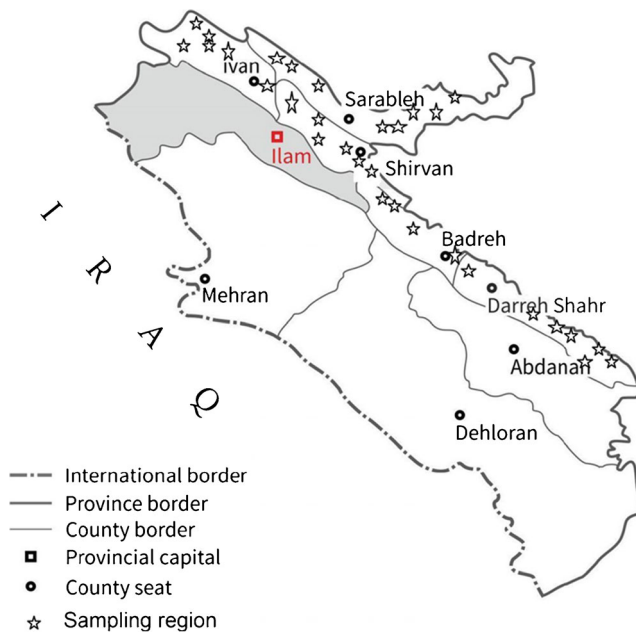 Ivan
Sarableh
Ilam
Shirvan
Badreh
Mehran
Darreh Shahr
Abdanan
Dehloran
I R A Q
International border
Province border
County border
Provincial capital
County seat
Sampling region